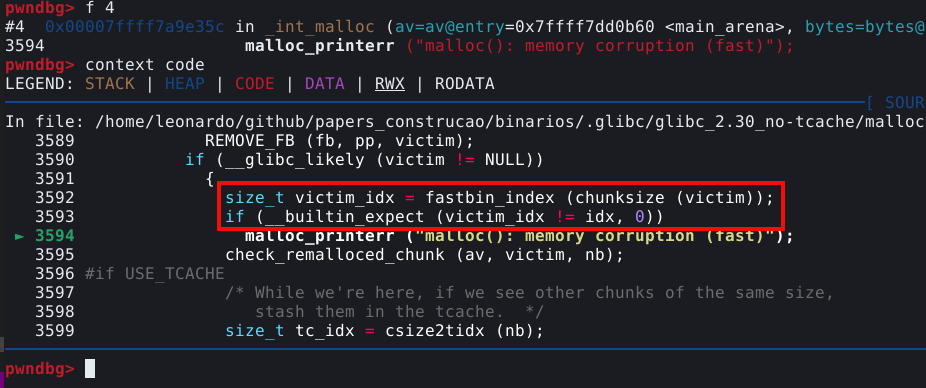 pwndbg> f 4
#4  0x00007ffff7a9e35c in _int_malloc (av=av@entry=0x7ffff7dd0b60 <main_arena>, bytes=bytes@
3594                    malloc_printerr ("malloc(): memory corruption (fast)");
pwndbg> context code
LEGEND: STACK | HEAP | CODE | DATA | RWX | RODATA
[ SOUR
In file: /home/leonardo/github/papers_construcao/binarios/.glibc/glibc_2.30_no-tcache/malloc
3589             REMOVE_FB (fb, pp, victim);
3590           if (__glibc_likely (victim != NULL))
3591             {
3592               size_t victim_idx = fastbin_index (chunksize (victim));
3593               if (__builtin_expect (victim_idx != idx, 0))
► 3594                 malloc_printerr ("malloc(): memory corruption (fast)");
3595               check_remalloced_chunk (av, victim, nb);
3596 #if USE_TCACHE
3597               /* While we're here, if we see other chunks of the same size,
3598                  stash them in the tcache.  */
3599               size_t tc_idx = csize2tidx (nb);
pwndbg>